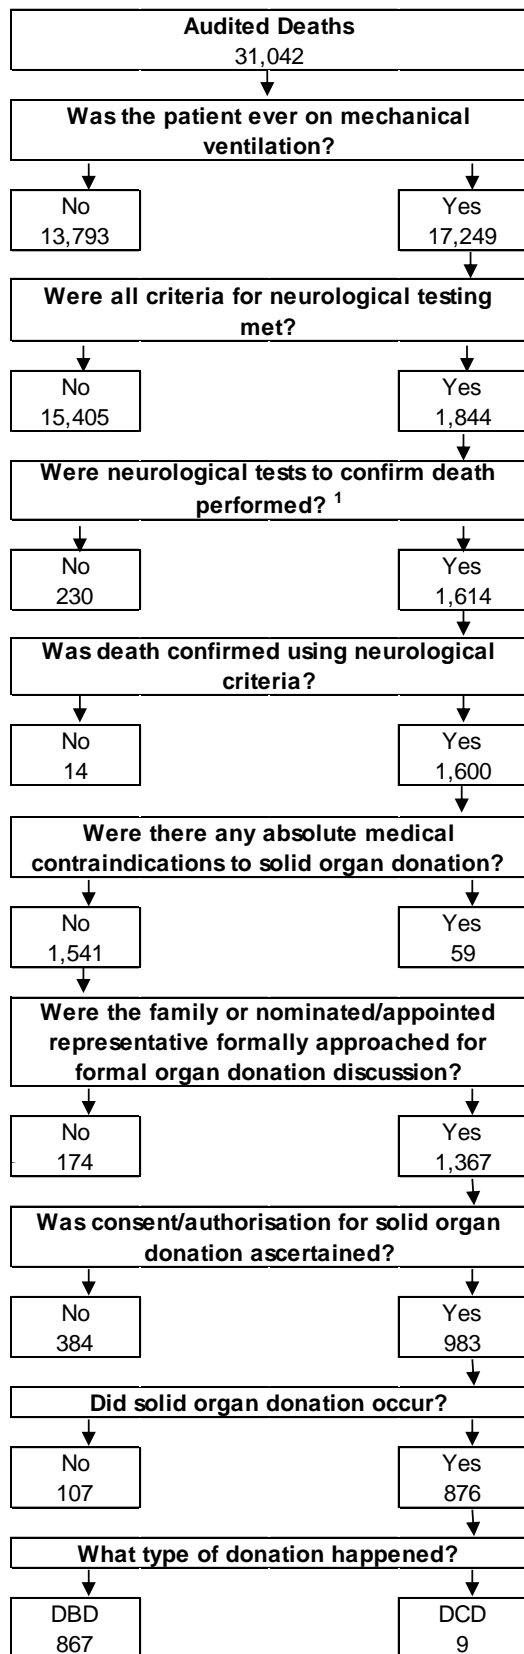 Audited Deaths
31,042
Was the patient ever on mechanical
ventilation?
No
13,793
Yes
17,249
Were all criteria for neurological testing
met?
No
15,405
Yes
1,844
Were neurological tests to confirm death
performed? 1
No
230
Yes
1,614
Was death confirmed using neurological
criteria?
No
14
Yes
1,600
Were there any absolute medical
contraindications to solid organ donation?
No
1,541
Yes
59
Were the family or nominated/appointed
representative formally approached for
formal organ donation discussion?
No
174
Yes
1,367
Was consent/authorisation for solid organ
donation ascertained?
No
384
Yes
983
Did solid organ donation occur?
No
107
Yes
876
What type of donation happened?
DBD
867
DCD
9